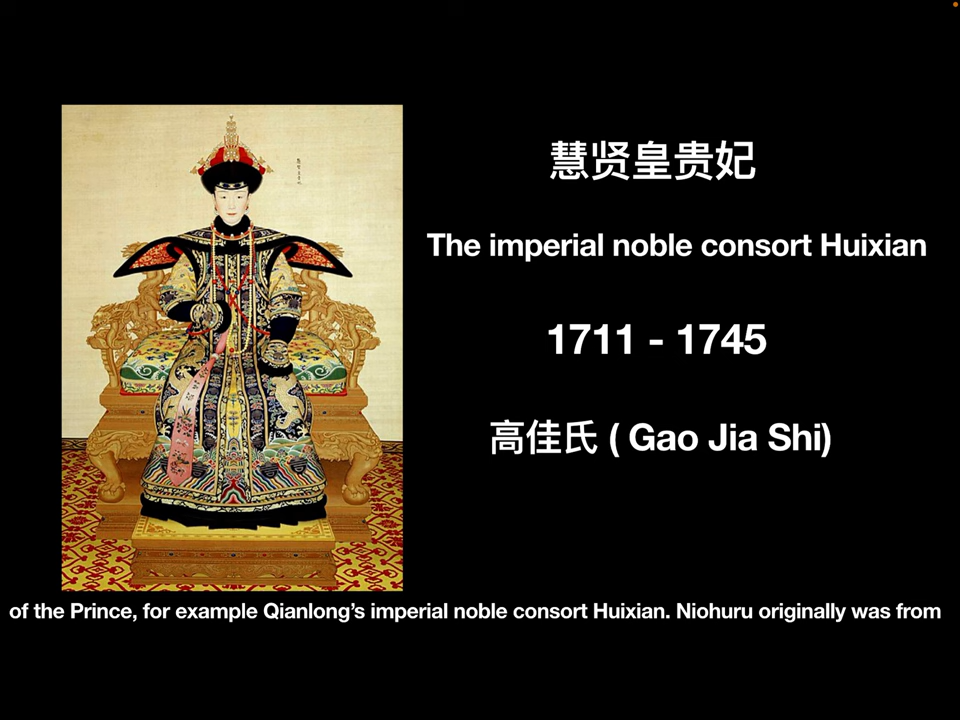 慧贤皇贵妃
The imperial noble consort Huixian
1711 - 1745
高佳氏 ( Gao Jia Shi)
of the Prince, for example Qianlong's imperial noble consort Huixian. Niohuru originally was from